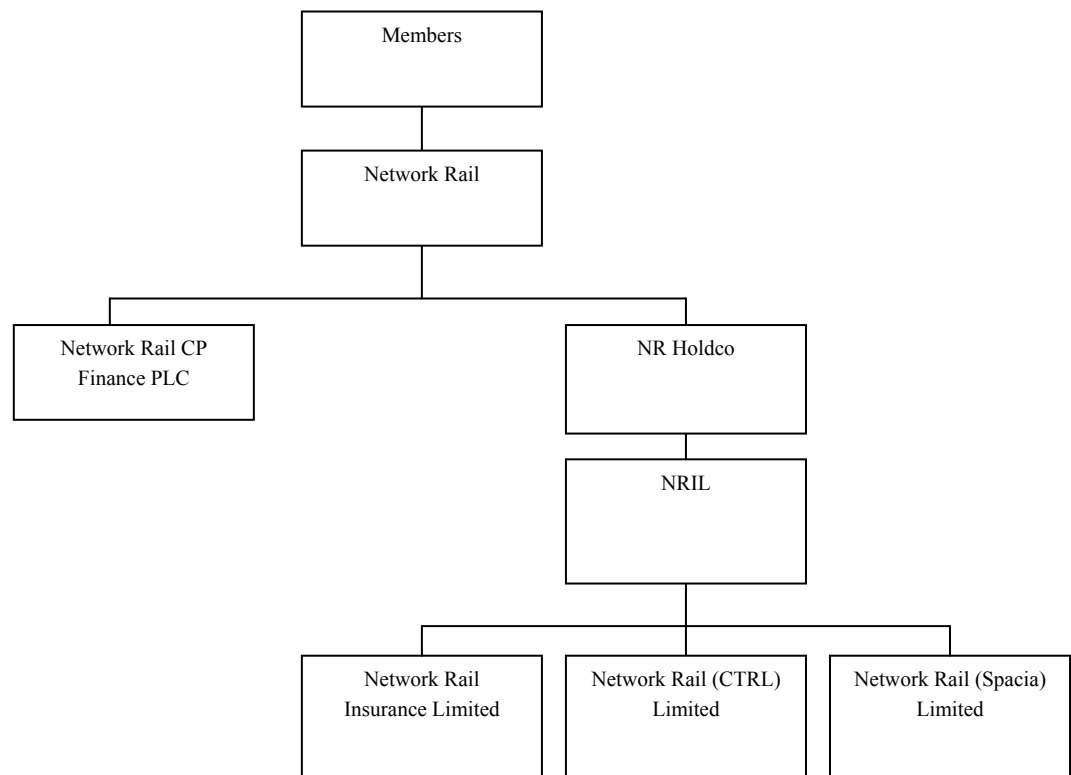 Members
Network Rail
Network Rail CP
Finance PLC
NR Holdco
NRIL
Network Rail
Insurance Limited
Network Rail (CTRL)
Limited
Network Rail (Spacia)
Limited